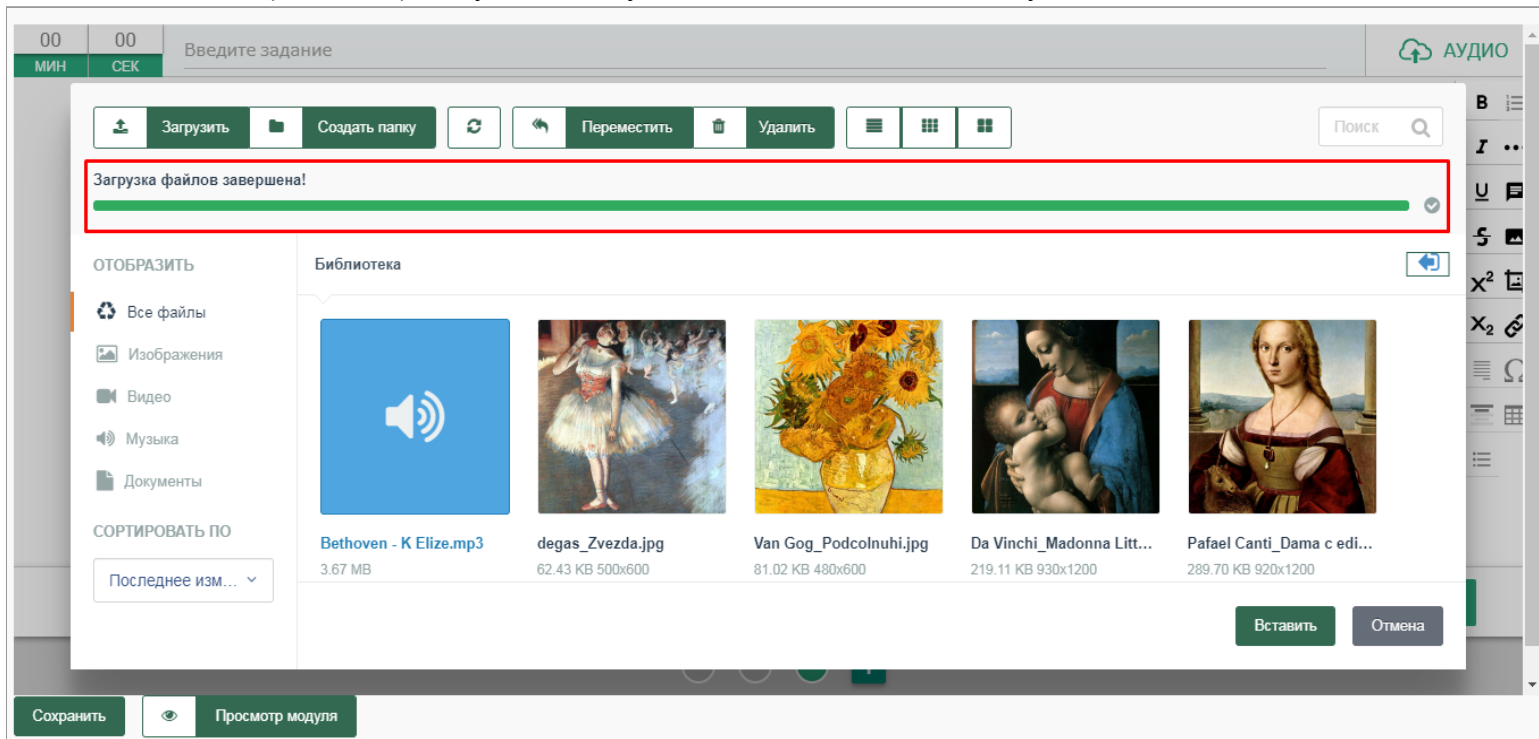 00 00 Введите задание АУДИО
МИН СЕК
Загрузить Создать папку Переместить Удалить Поиск
Загрузка файлов завершена!
ОТОБРАЗИТЬ
Библиотека
Все файлы
Изображения
Видео
Музыка
Документы
СОРТИРОВАТЬ ПО
Последнее изм...
Bethoven - K Elize.mp3
3.67 MB
degas_Zvezda.jpg
62.43 KB 500x600
Van Gog_Podcolnuhi.jpg
81.02 KB 480x600
Da Vinchi_Madonna Litt...
219.11 KB 930x1200
Pafael Canti_Dama c edi...
289.70 KB 920x1200
Вставить Отмена
Сохранить Просмотр модуля